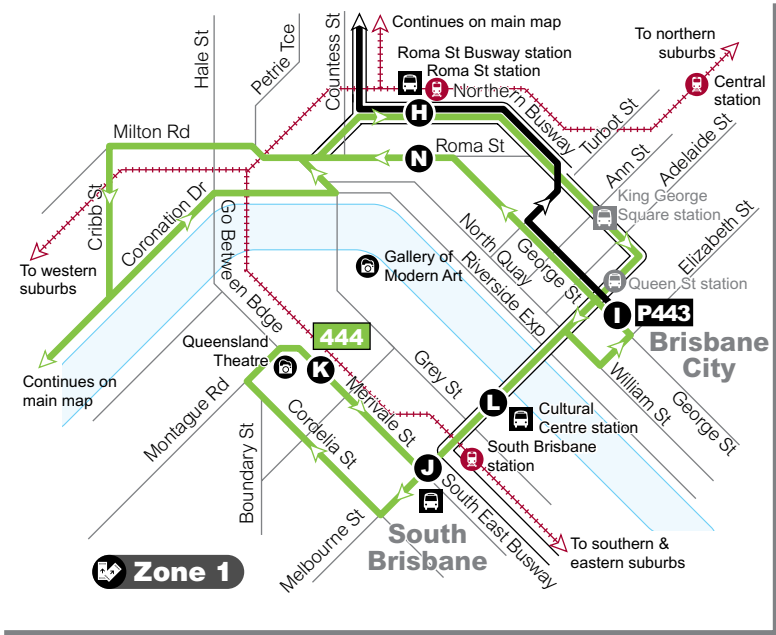 Continues on main map
To northern
suburbs
Hale St
Petrie Tce
Countess St
Roma St Busway station
Roma St station
Northern Busway
Central
station
H
Turbot St
Milton Rd
N
Roma St
Ann St
Adelaide St
Cribb St
Coronation Dr
King George
Square station
Go Between Bdge
North Quay
Elizabeth St
To western
suburbs
Gallery of
Modern Art
Riverside Exp
George St
Queen St station
I
P443
444
Brisbane
City
Queensland
Theatre
K
Continues on
main map
Montague Rd
Merivale St
Grey St
William St
George St
L
Cultural
Centre station
Cordelia St
Boundary St
South Brisbane
station
J
South East Busway
Melbourne St
South
Brisbane
To southern &
eastern suburbs
Zone 1